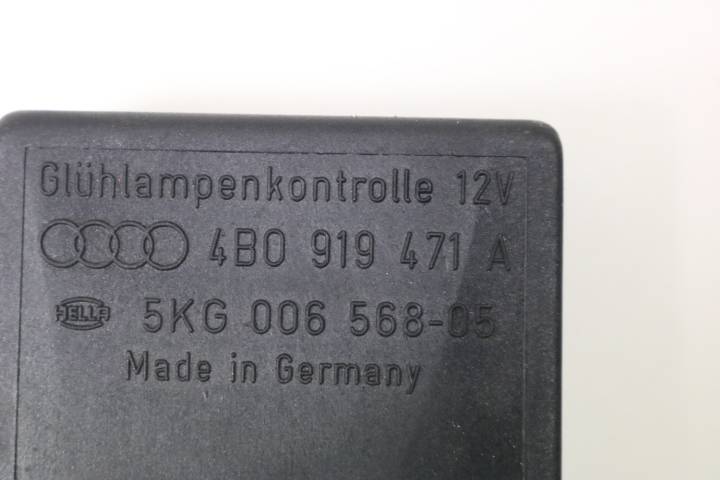 Glühlampenkontrolle 12V
4B0 919 471 A
HELLA 5KG 006 568-05
Made in Germany